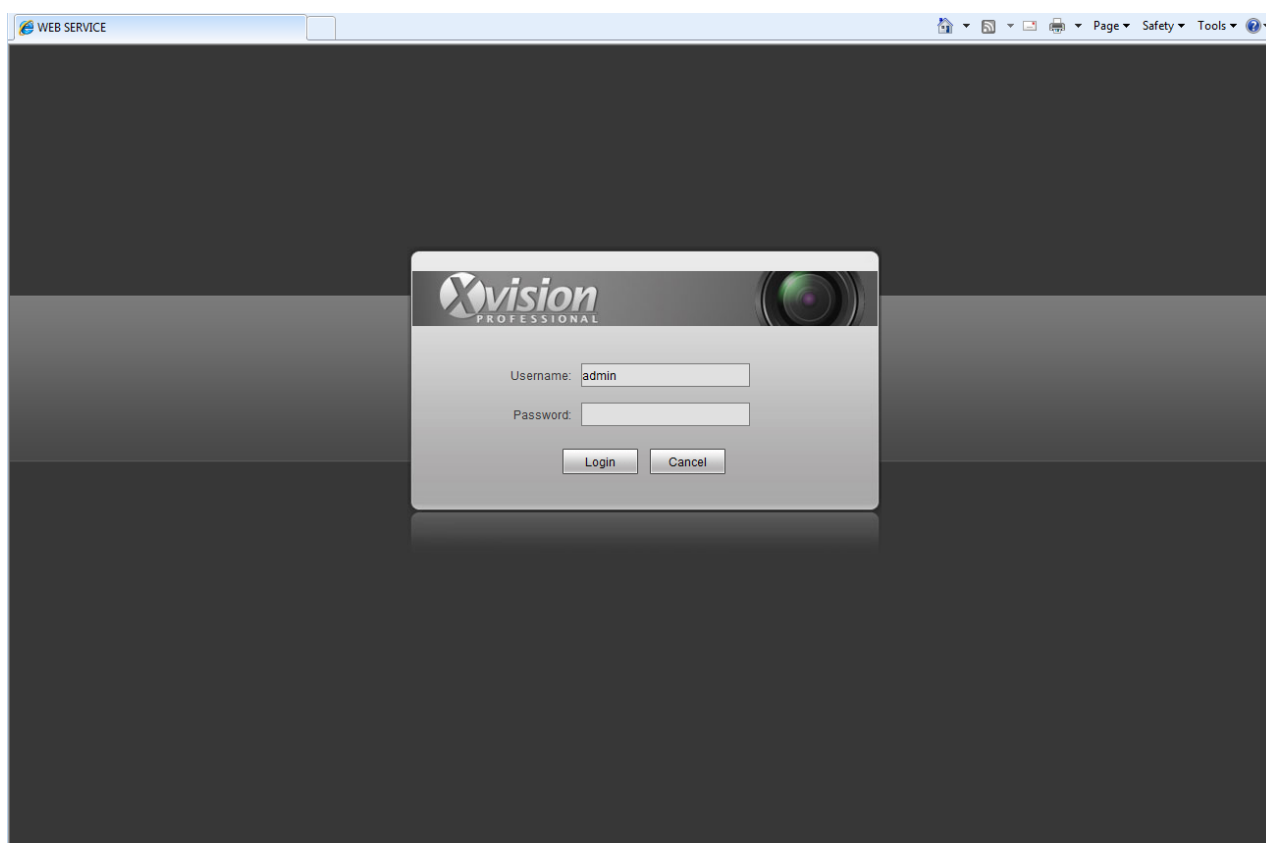 WEB SERVICE
Page Safety Tools
Xvision
PROFESSIONAL
Username: admin
Password:
Login Cancel